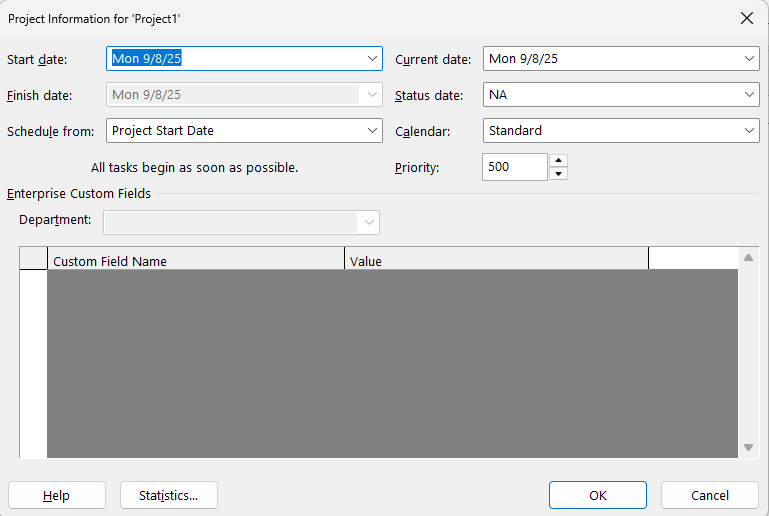 Project Information for 'Project1'
Start date: Mon 9/8/25 Current date: Mon 9/8/25
Finish date: Mon 9/8/25 Status date: NA
Schedule from: Project Start Date Calendar: Standard
All tasks begin as soon as possible. Priority: 500
Enterprise Custom Fields
Department:
Custom Field Name Value
Help Statistics... OK Cancel